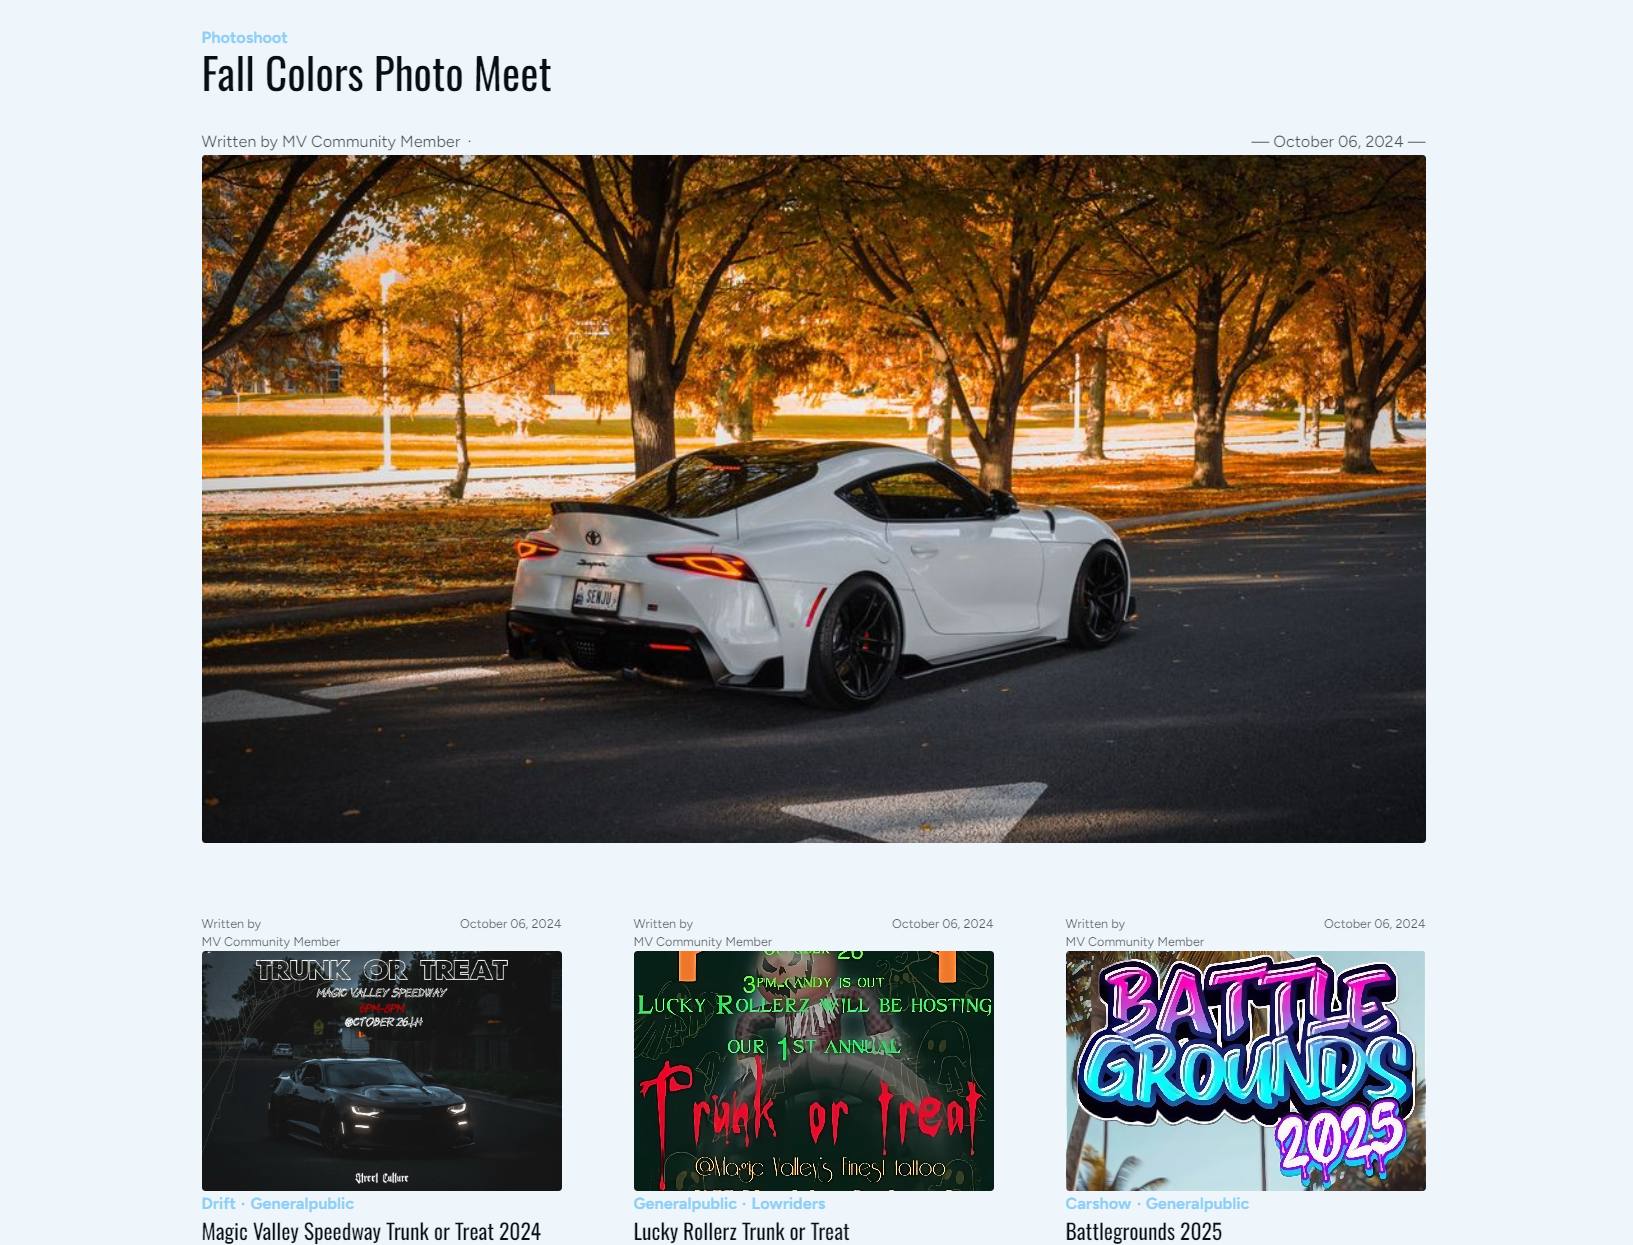 Photoshoot
Fall Colors Photo Meet
Written by MV Community Member ·
— October 06, 2024 —
Supra
SENJU
Written by
MV Community Member
October 06, 2024
TRUNK OR TREAT
MAGIC VALLEY SPEEDWAY
6PM-8PM
@OCTOBER 26TH
Street Culture
Drift · Generalpublic
Magic Valley Speedway Trunk or Treat 2024
Written by
MV Community Member
October 06, 2024
OCTOBER 26
3PM CANDY IS OUT
LUCKY ROLLERZ WILL BE HOSTING
OUR 1ST ANNUAL
Trunk or treat
@Magic Valley's Finest Tattoo
Generalpublic · Lowriders
Lucky Rollerz Trunk or Treat
Written by
MV Community Member
October 06, 2024
BATTLE
GROUNDS
2025
Carshow · Generalpublic
Battlegrounds 2025